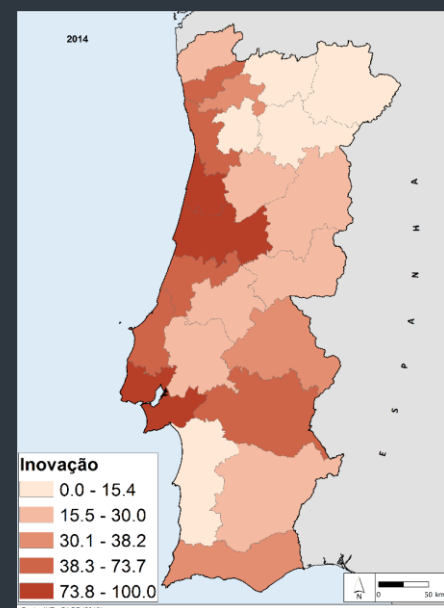 2014
ESPANHA
Inovação
0.0 - 15.4
15.5 - 30.0
30.1 - 38.2
38.3 - 73.7
73.8 - 100.0
N
0 50 km